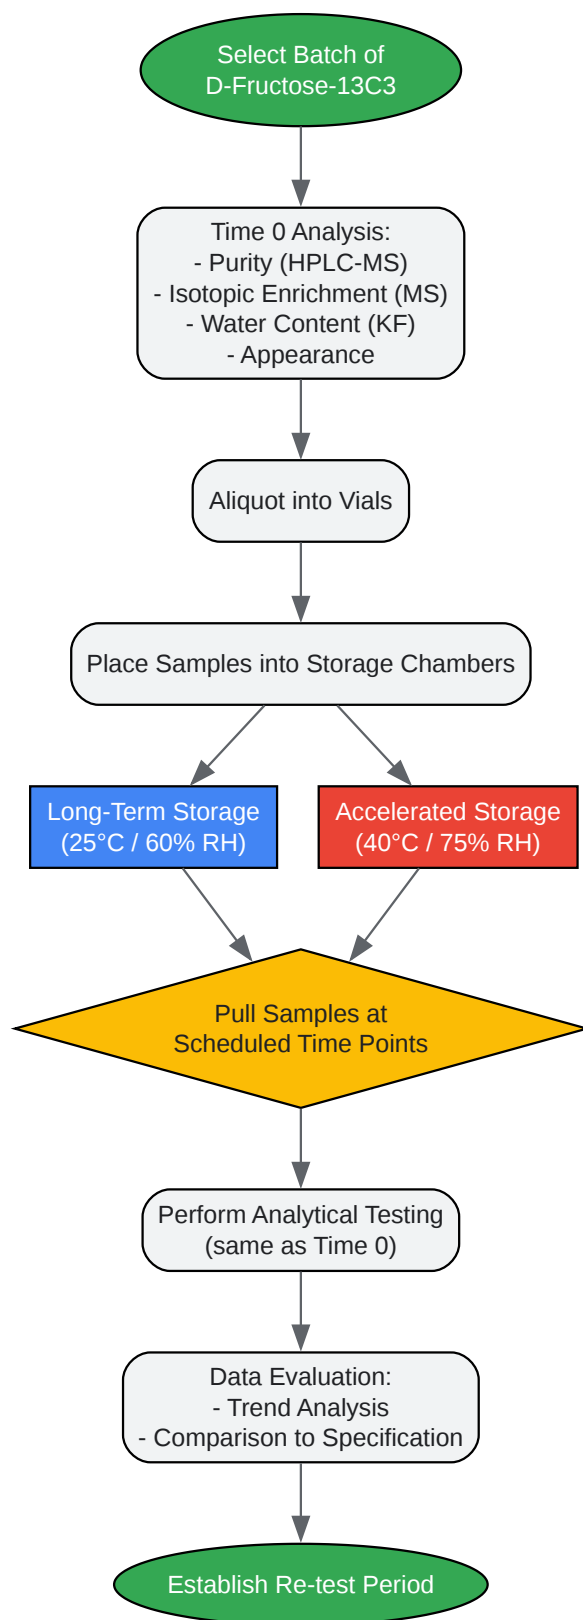 Select Batch of
D-Fructose-13C3
Time 0 Analysis:
- Purity (HPLC-MS)
- Isotopic Enrichment (MS)
- Water Content (KF)
- Appearance
Aliquot into Vials
Place Samples into Storage Chambers
Long-Term Storage
(25°C / 60% RH)
Accelerated Storage
(40°C / 75% RH)
Pull Samples at
Scheduled Time Points
Perform Analytical Testing
(same as Time 0)
Data Evaluation:
- Trend Analysis
- Comparison to Specification
Establish Re-test Period